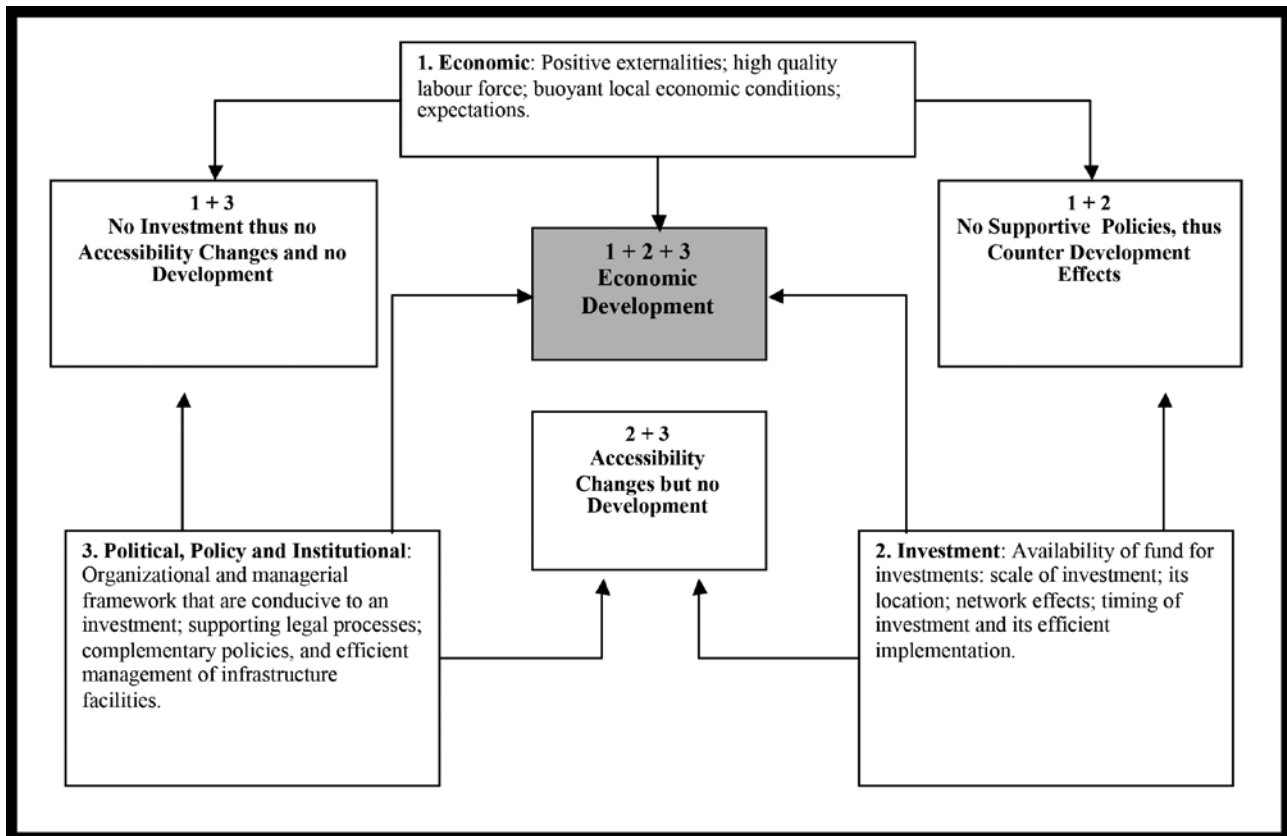 1. Economic: Positive externalities; high quality
labour force; buoyant local economic conditions;
expectations.
1 + 3
No Investment thus no
Accessibility Changes and no
Development
1 + 2 + 3
Economic
Development
1 + 2
No Supportive Policies, thus
Counter Development
Effects
2 + 3
Accessibility
Changes but no
Development
3. Political, Policy and Institutional:
Organizational and managerial
framework that are conducive to an
investment; supporting legal processes;
complementary policies, and efficient
management of infrastructure
facilities.
2. Investment: Availability of fund for
investments: scale of investment; its
location; network effects; timing of
investment and its efficient
implementation.